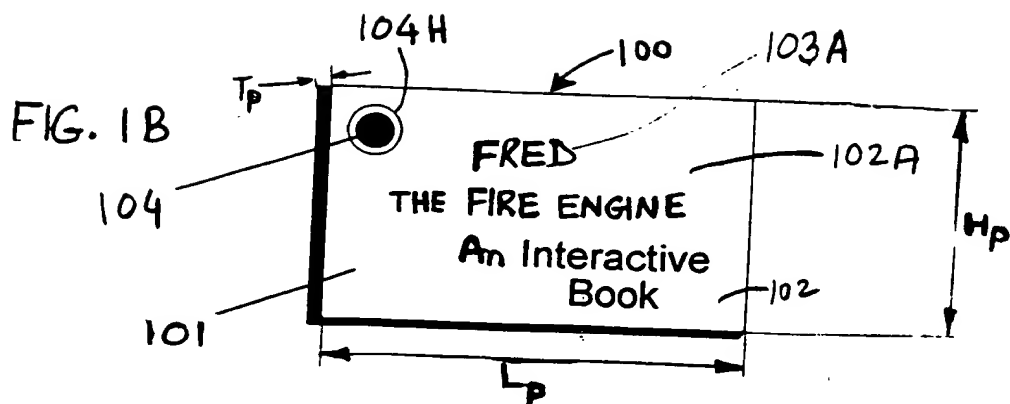 104H
100
103A
Tp
FIG. 1B
FRED
102A
104
THE FIRE ENGINE
Hp
An Interactive
Book
102
101
Lp